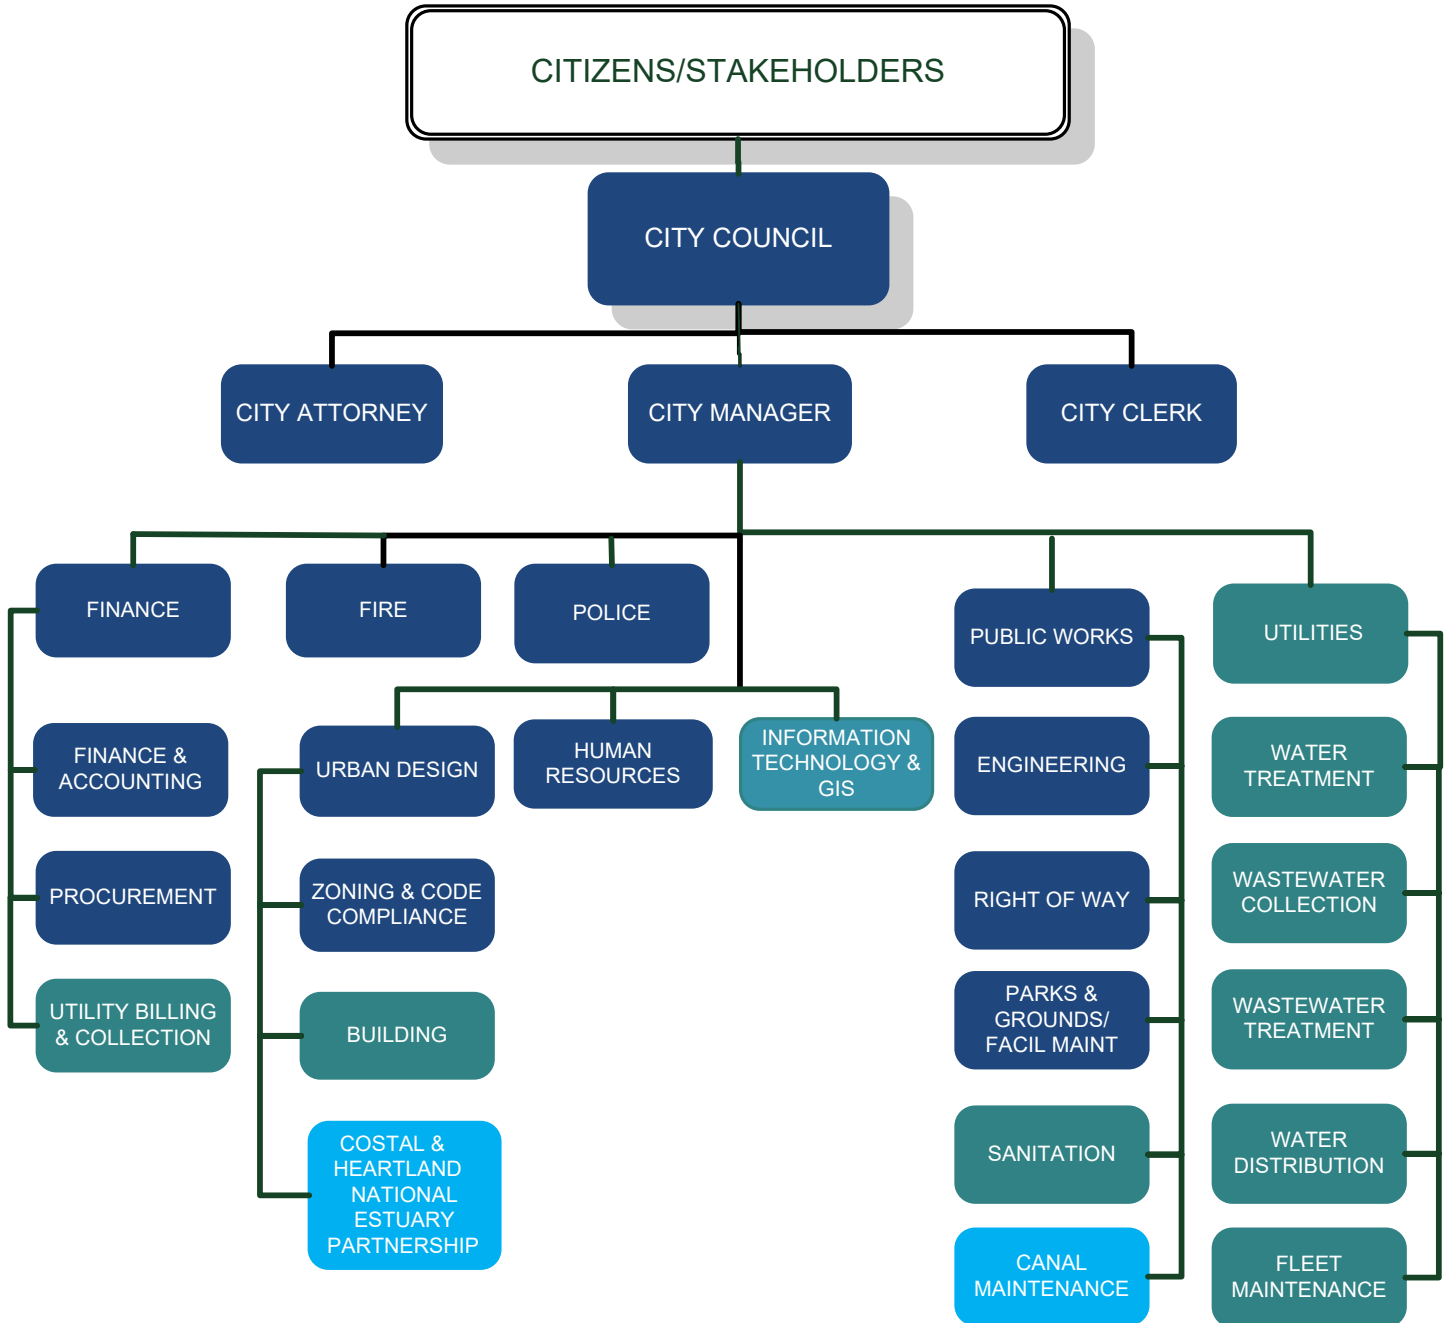 CITIZENS/STAKEHOLDERS
CITY COUNCIL
CITY ATTORNEY
CITY MANAGER
CITY CLERK
FINANCE
FIRE
POLICE
PUBLIC WORKS
UTILITIES
FINANCE &
ACCOUNTING
PROCUREMENT
UTILITY BILLING
& COLLECTION
URBAN DESIGN
HUMAN
RESOURCES
INFORMATION
TECHNOLOGY &
GIS
ZONING & CODE
COMPLIANCE
BUILDING
COSTAL &
HEARTLAND
NATIONAL
ESTUARY
PARTNERSHIP
ENGINEERING
RIGHT OF WAY
PARKS &
GROUNDS/
FACIL MAINT
SANITATION
CANAL
MAINTENANCE
WATER
TREATMENT
WASTEWATER
COLLECTION
WASTEWATER
TREATMENT
WATER
DISTRIBUTION
FLEET
MAINTENANCE